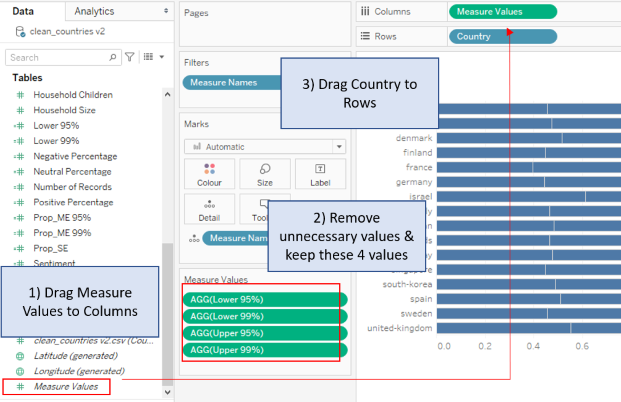 Data
Analytics
clean_countries v2
Search
Tables
Household Children
Household Size
Lower 95%
Lower 99%
Negative Percentage
Neutral Percentage
Number of Records
Positive Percentage
Prop_ME 95%
Prop_ME 99%
Prop_SE
Sentiment
1) Drag Measure
Values to Columns
clean_countries v2.csv (Cou...
Latitude (generated)
Longitude (generated)
Measure Values
Pages
Filters
Measure Names
Marks
Automatic
Colour
Size
Label
Detail
Measure Nam
Measure Values
AGG(Lower 95%)
AGG(Lower 99%)
AGG(Upper 95%)
AGG(Upper 99%)
Columns
Measure Values
Rows
Country
3) Drag Country to
Rows
2) Remove
unnecessary values &
keep these 4 values
denmark
finland
france
germany
israel
south-korea
spain
sweden
united-kingdom
0.0 0.2 0.4 0.6